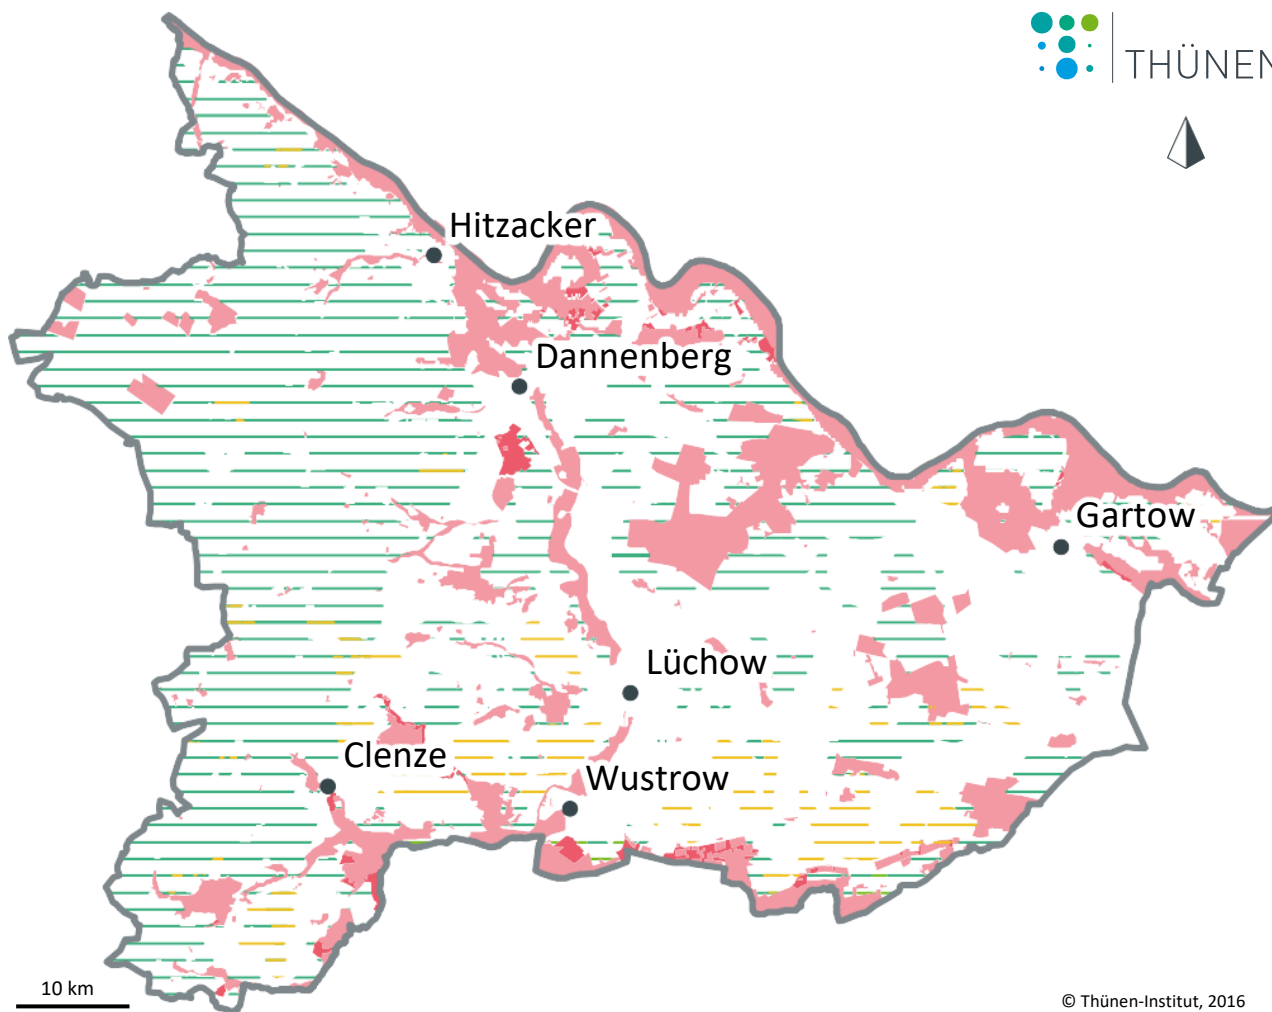 THÜNEN
Hitzacker
Dannenberg
Gartow
Lüchow
Clenze
Wustrow
10 km
© Thünen-Institut, 2016